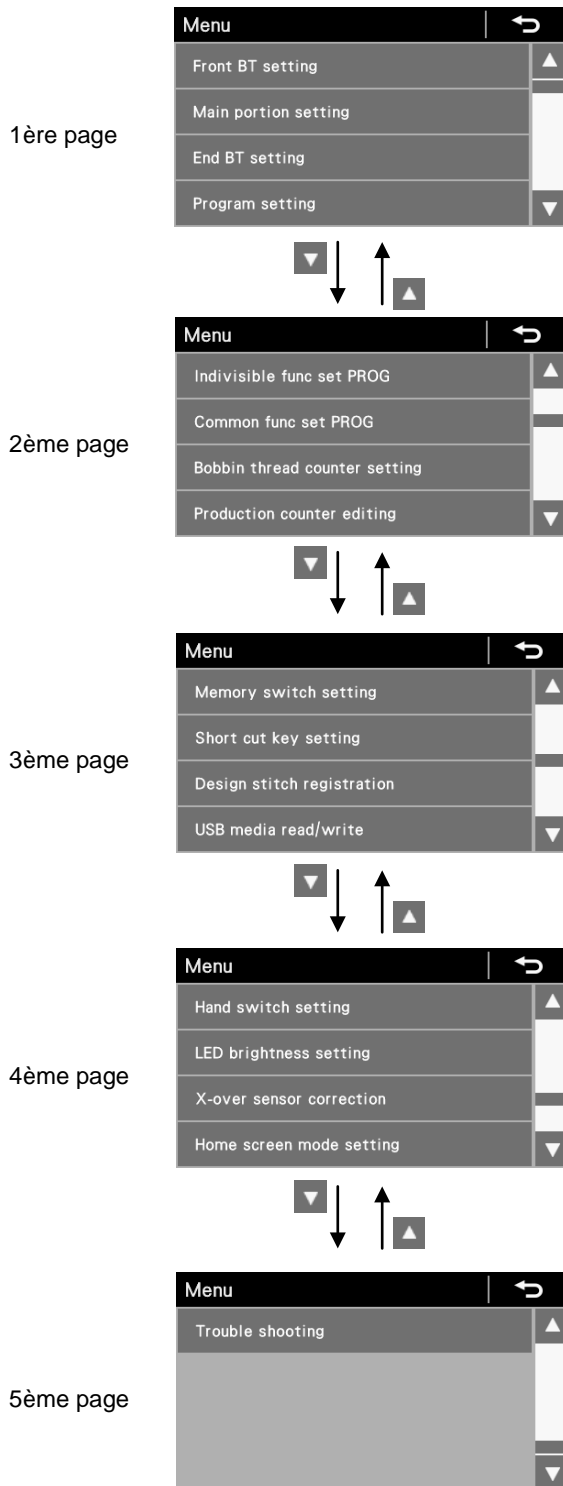 Menu
Front BT setting
Main portion setting
1ère page
End BT setting
Program setting
Menu
Indivisible func set PROG
Common func set PROG
2ème page
Bobbin thread counter setting
Production counter editing
Menu
Memory switch setting
Short cut key setting
3ème page
Design stitch registration
USB media read/write
Menu
Hand switch setting
LED brightness setting
4ème page
X-over sensor correction
Home screen mode setting
Menu
Trouble shooting
5ème page